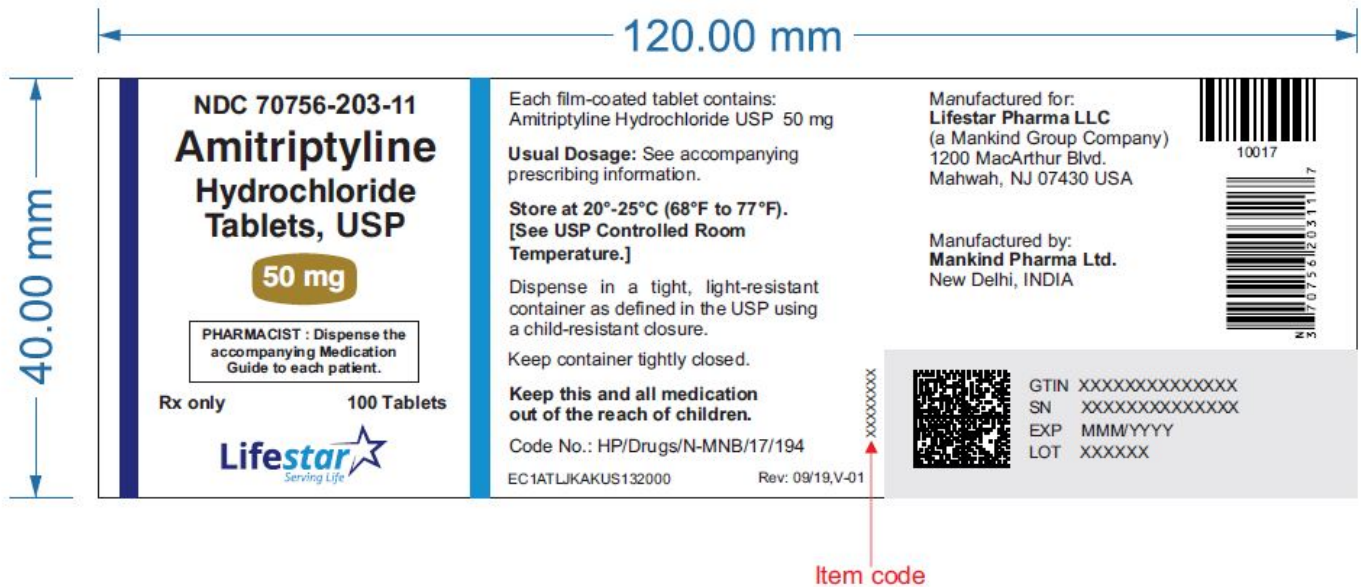 120.00 mm
40.00 mm
NDC 70756-203-11
Amitriptyline
Hydrochloride
Tablets, USP
50 mg
PHARMACIST : Dispense the
accompanying Medication
Guide to each patient.
Rx only 100 Tablets
Lifestar
Serving Life
Each film-coated tablet contains:
Amitriptyline Hydrochloride USP 50 mg
Usual Dosage: See accompanying
prescribing information.
Store at 20°-25°C (68°F to 77°F).
[See USP Controlled Room
Temperature.]
Dispense in a tight, light-resistant
container as defined in the USP using
a child-resistant closure.
Keep container tightly closed.
Keep this and all medication
out of the reach of children.
Code No.: HP/Drugs/N-MNB/17/194
EC1ATLJKAKUS132000 Rev: 09/19,V-01
Manufactured for:
Lifestar Pharma LLC
(a Mankind Group Company)
1200 MacArthur Blvd.
Mahwah, NJ 07430 USA
Manufactured by:
Mankind Pharma Ltd.
New Delhi, INDIA
10017
N
3 70756 20311 7
XXXXXXXX
GTIN XXXXXXXXXXXXXX
SN XXXXXXXXXXXXXX
EXP MMM/YYYY
LOT XXXXXX
Item code